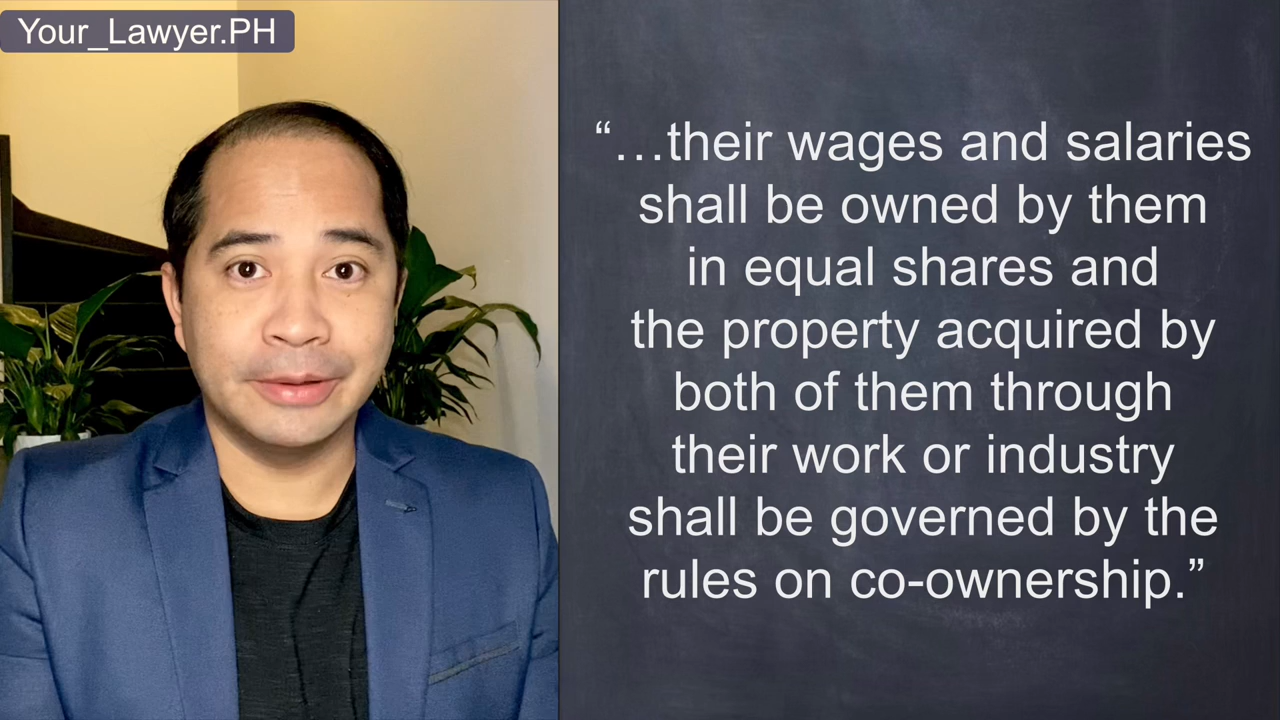 Your_Lawyer.PH
“…their wages and salaries
shall be owned by them
in equal shares and
the property acquired by
both of them through
their work or industry
shall be governed by the
rules on co-ownership.”